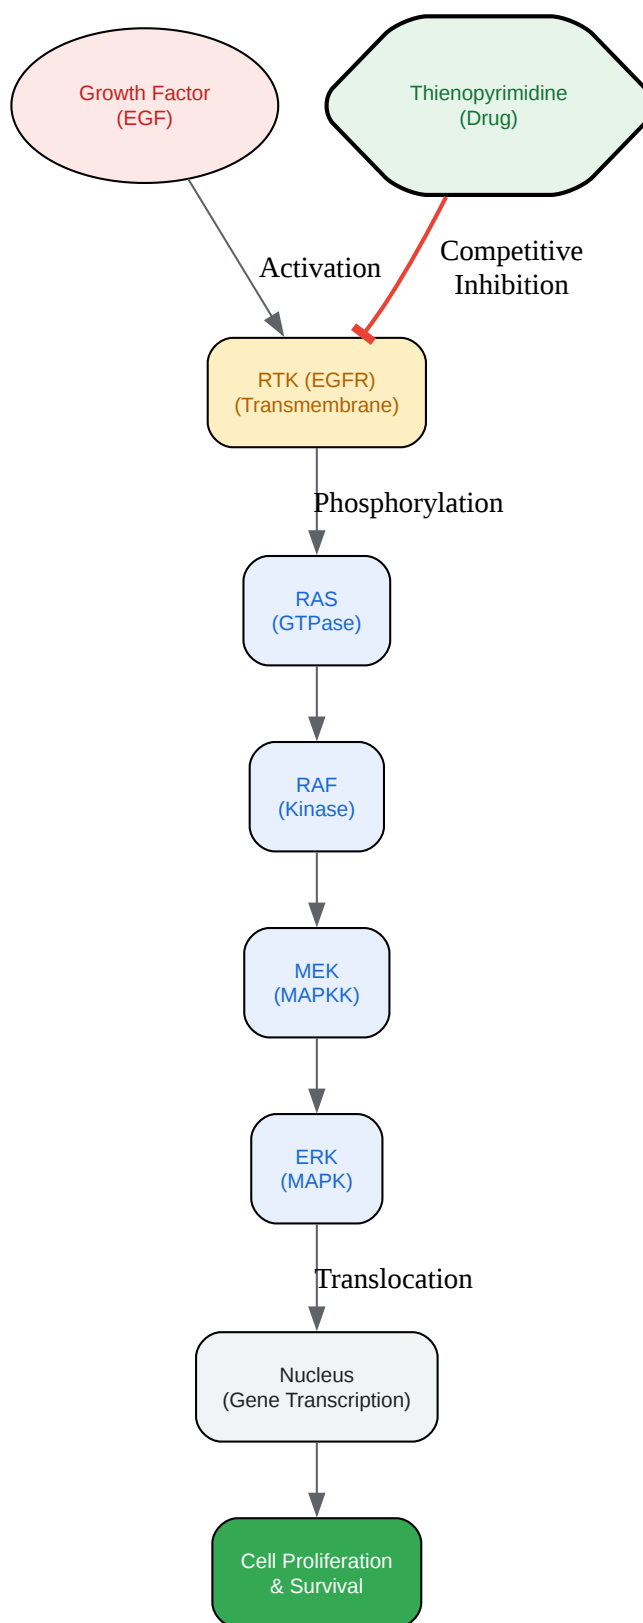 Growth Factor
(EGF)
Thienopyrimidine
(Drug)
Activation
Competitive
Inhibition
RTK (EGFR)
(Transmembrane)
Phosphorylation
RAS
(GTPase)
RAF
(Kinase)
MEK
(MAPKK)
ERK
(MAPK)
Translocation
Nucleus
(Gene Transcription)
Cell Proliferation
& Survival